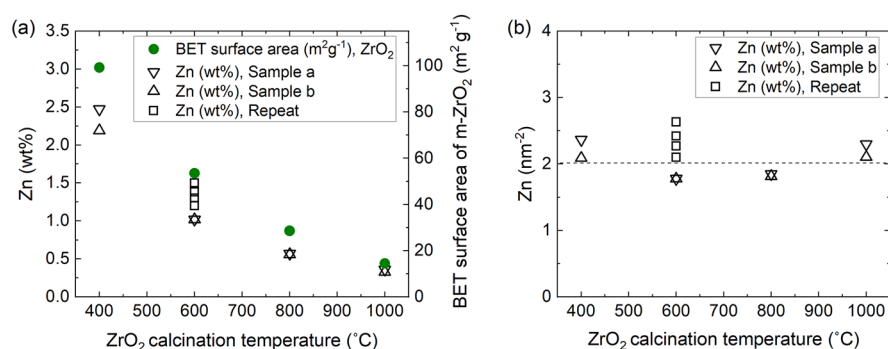 (a)
3.5
3.0
2.5
2.0
1.5
1.0
0.5
0.0
Zn (wt%)
BET surface area (m²g⁻¹), ZrO₂
Zn (wt%), Sample a
Zn (wt%), Sample b
Zn (wt%), Repeat
100
80
60
40
20
0
BET surface area of m-ZrO₂ (m² g⁻¹)
400 500 600 700 800 900 1000
ZrO₂ calcination temperature (˚C)
(b)
4
3
2
1
0
Zn (nm⁻²)
Zn (wt%), Sample a
Zn (wt%), Sample b
Zn (wt%), Repeat
400 500 600 700 800 900 1000
ZrO₂ calcination temperature (˚C)